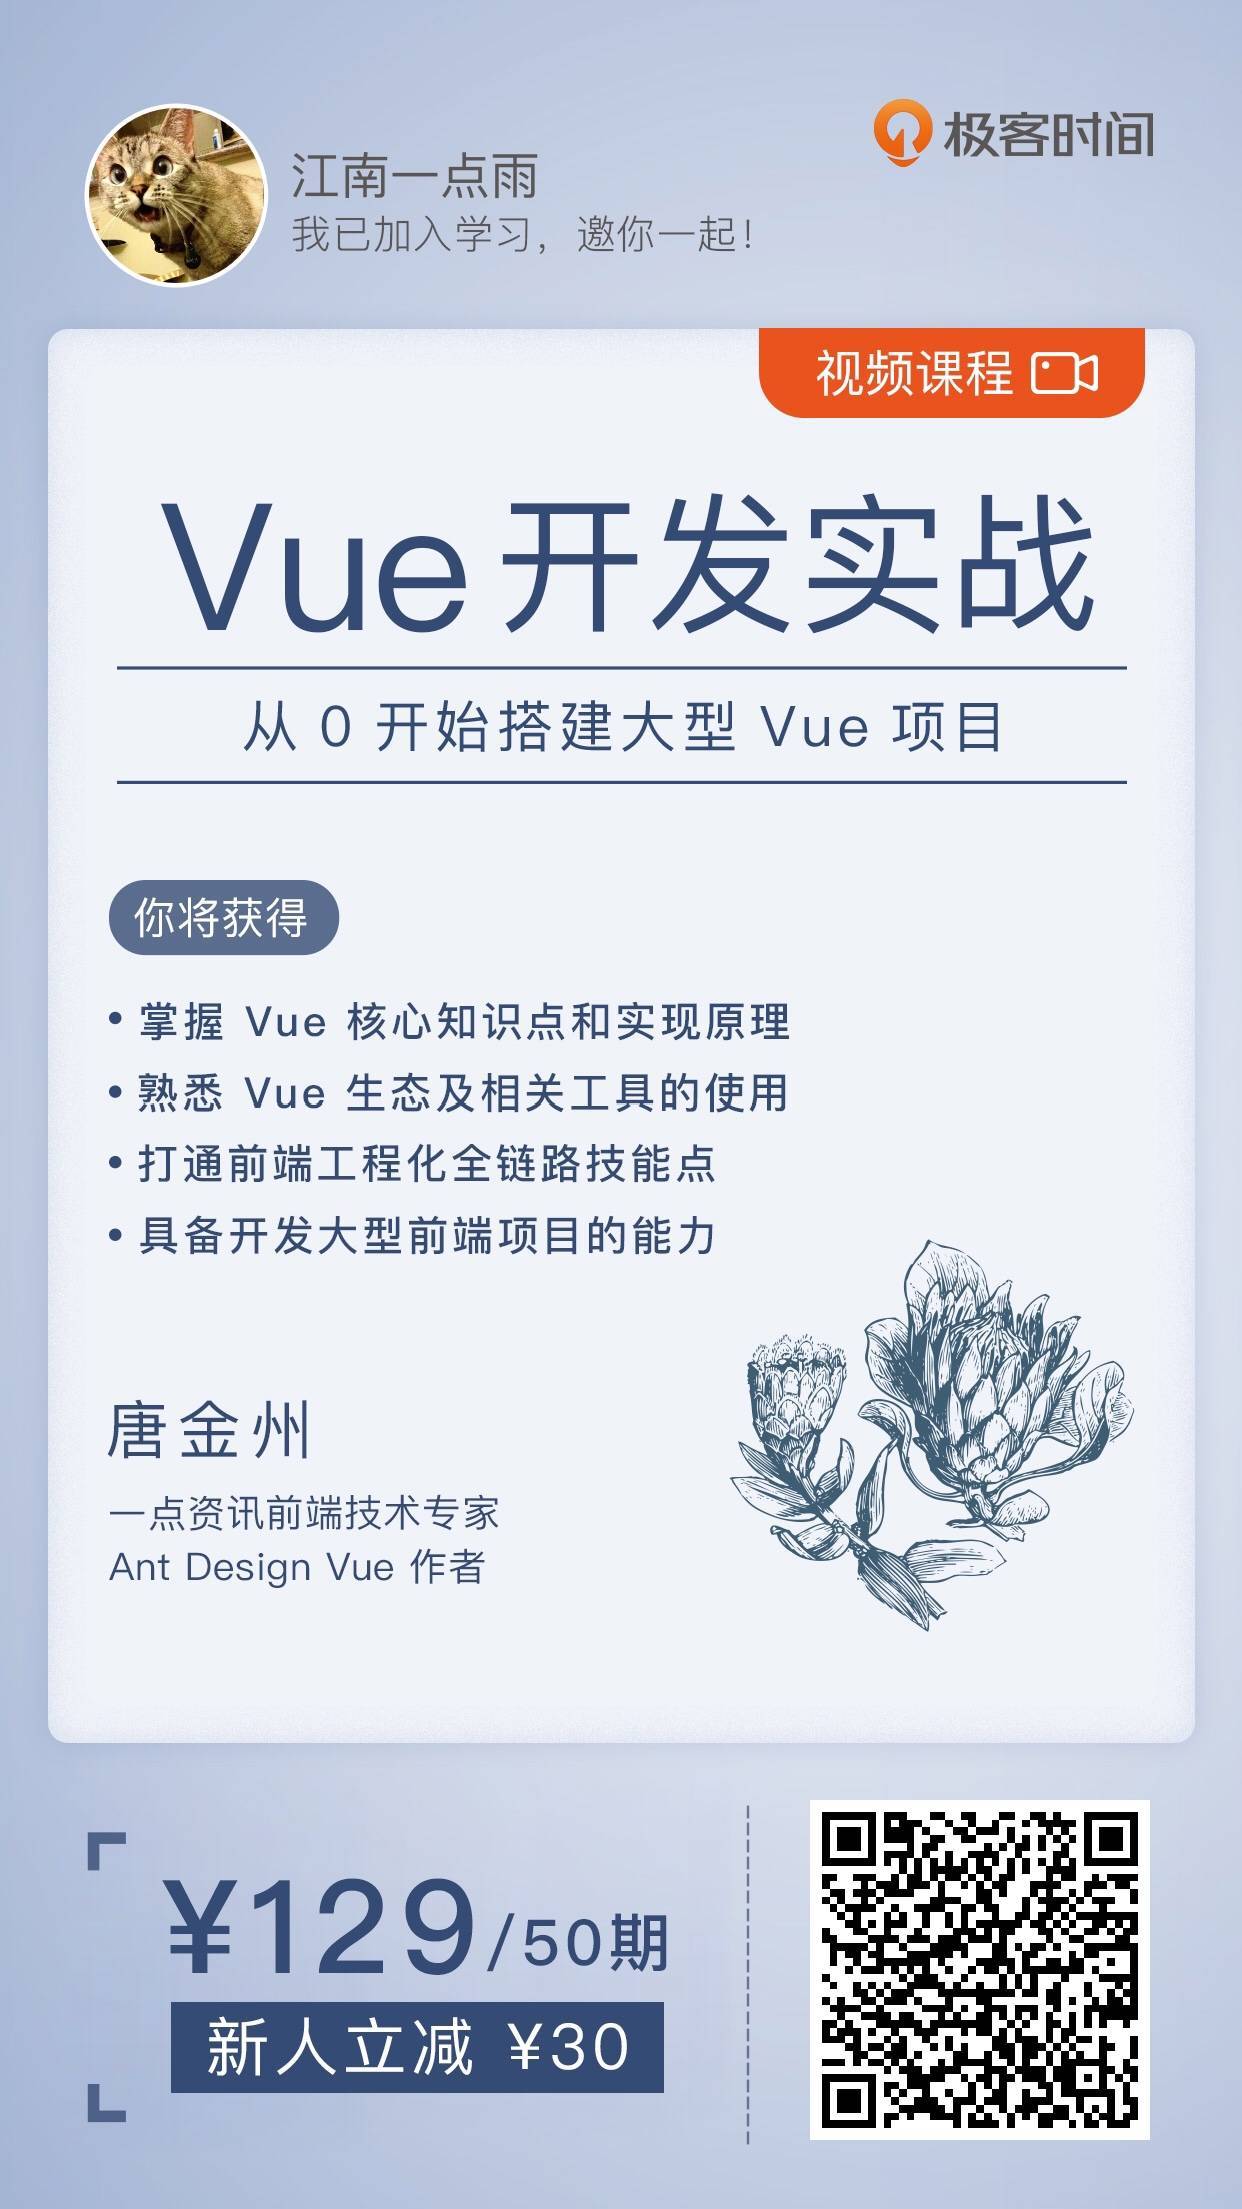 极客时间
江南一点雨
我已加入学习，邀你一起！
视频课程
Vue 开发实战
从 0 开始搭建大型 Vue 项目
你将获得
• 掌握 Vue 核心知识点和实现原理
• 熟悉 Vue 生态及相关工具的使用
• 打通前端工程化全链路技能点
• 具备开发大型前端项目的能力
唐金州
一点资讯前端技术专家
Ant Design Vue 作者
¥129/50期
新人立减 ¥30